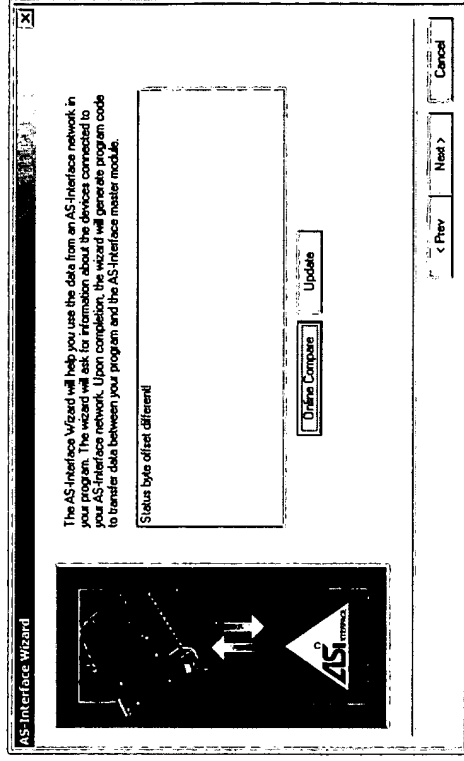 AS-Interface Wizard
The AS-Interface Wizard will help you use the data from an AS-Interface network in
your program. The wizard will ask for information about the devices connected to
your AS-Interface network. Upon completion, the wizard will generate program code
to transfer data between your program and the AS-Interface master module.
Status byte offset different!
Online Compare
Update
C
ASi
INTERFACE
< Prev
Next >
Cancel